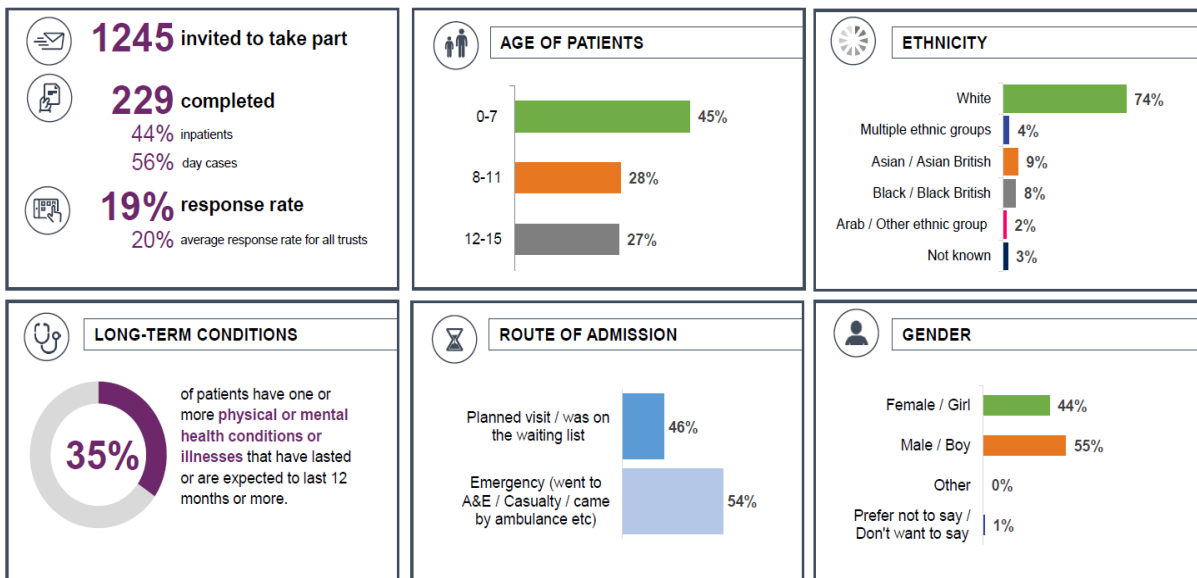 1245 invited to take part
229 completed
44% inpatients
56% day cases
19% response rate
20% average response rate for all trusts
AGE OF PATIENTS
0-7 45%
8-11 28%
12-15 27%
ETHNICITY
White 74%
Multiple ethnic groups 4%
Asian / Asian British 9%
Black / Black British 8%
Arab / Other ethnic group 2%
Not known 3%
LONG-TERM CONDITIONS
35%
of patients have one or
more physical or mental
health conditions or
illnesses that have lasted
or are expected to last 12
months or more.
ROUTE OF ADMISSION
Planned visit / was on
the waiting list
46%
Emergency (went to
A&E / Casualty / came
by ambulance etc)
54%
GENDER
Female / Girl 44%
Male / Boy 55%
Other 0%
Prefer not to say /
Don't want to say
1%